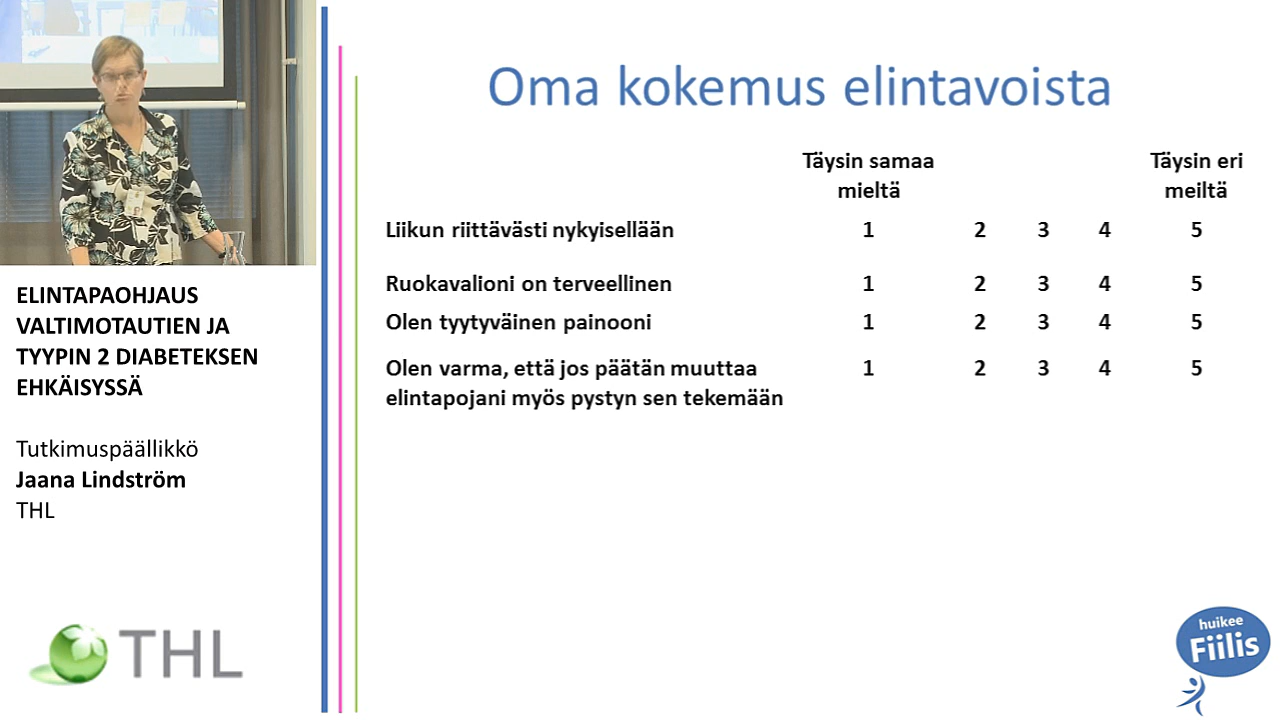 ELINTAPAOHJAUS
VALTIMOTAUTIEN JA
TYYPIN 2 DIABETEKSEN
EHKÄISYSSÄ
Tutkimuspäällikkö
Jaana Lindström
THL
THL
Oma kokemus elintavoista
Täysin samaa mieltä
Täysin eri meiltä
Liikun riittävästi nykyisellään 1 2 3 4 5
Ruokavalioni on terveellinen 1 2 3 4 5
Olen tyytyväinen painooni 1 2 3 4 5
Olen varma, että jos päätän muuttaa 1 2 3 4 5
elintapojani myös pystyn sen tekemään
huikee
Fiilis